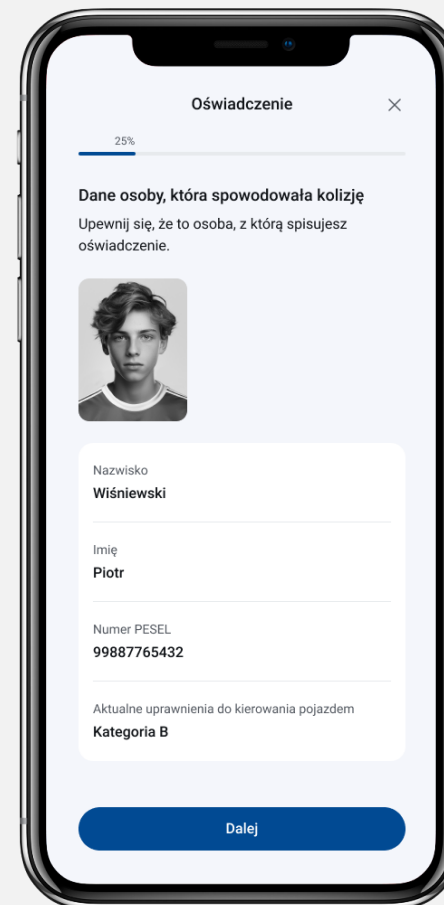 Oświadczenie
25%
Dane osoby, która spowodowała kolizję
Upewnij się, że to osoba, z którą spisujesz
oświadczenie.
Nazwisko
Wiśniewski
Imię
Piotr
Numer PESEL
99887765432
Aktualne uprawnienia do kierowania pojazdem
Kategoria B
Dalej